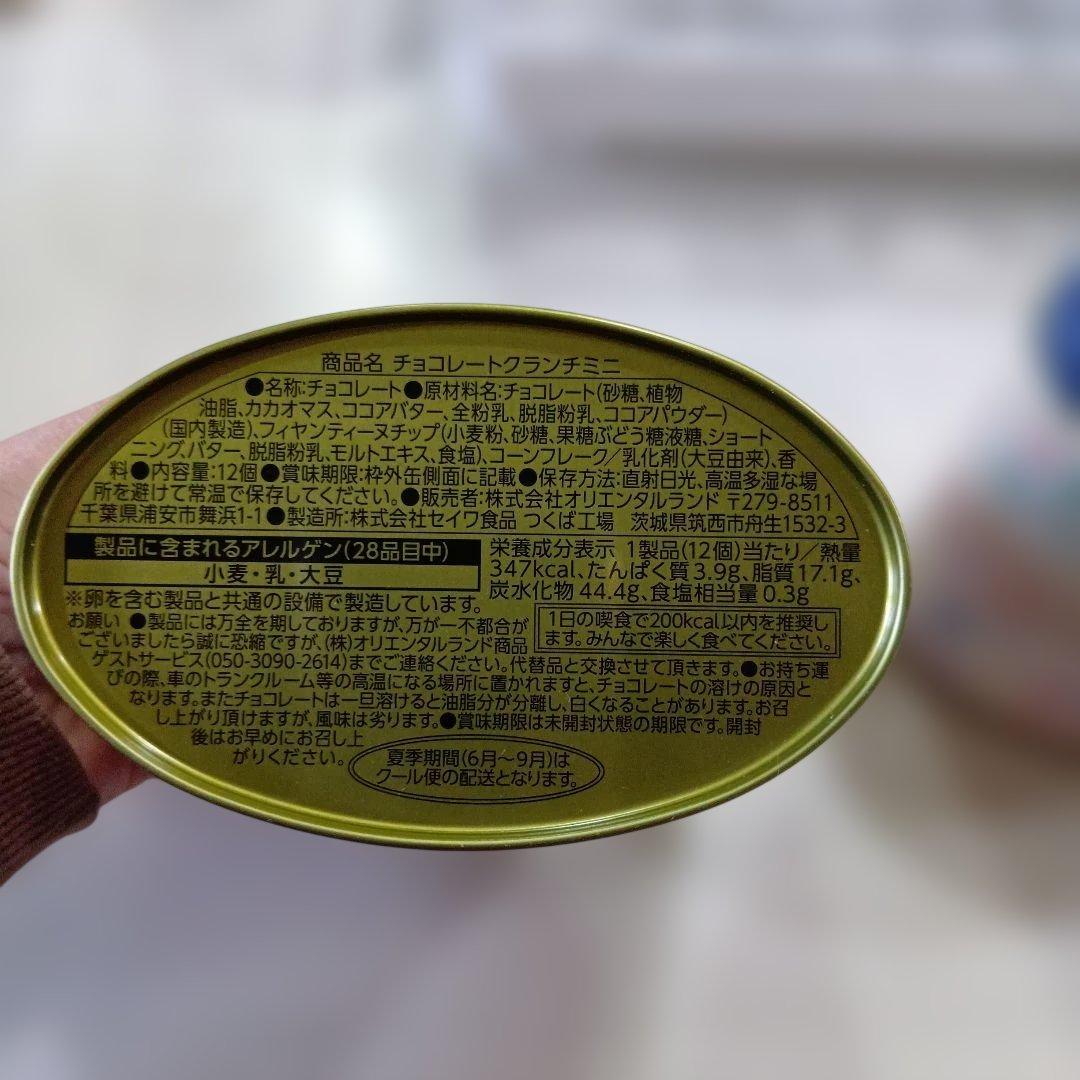 商品名 チョコレートクランチミニ
●名称:チョコレート●原材料名:チョコレート(砂糖、植物
油脂、カカオマス、ココアバター、全粉乳、脱脂粉乳、ココアパウダー)
(国内製造)、フィヤンティーヌチップ(小麦粉、砂糖、果糖ぶどう糖液糖、ショート
ニング、バター、脱脂粉乳、モルトエキス、食塩)、コーンフレーク/乳化剤(大豆由来)、香
料●内容量:12個●賞味期限:枠外缶側面に記載●保存方法:直射日光、高温多湿な場
所を避けて常温で保存してください。●販売者:株式会社オリエンタルランド 〒279-8511
千葉県浦安市舞浜1-1●製造所:株式会社セイワ食品 つくば工場 茨城県筑西市舟生1532-3
製品に含まれるアレルゲン(28品目中)
小麦・乳・大豆
※卵を含む製品と共通の設備で製造しています。
栄養成分表示 1製品(12個)当たり/熱量
347kcal、たんぱく質3.9g、脂質17.1g、
炭水化物44.4g、食塩相当量0.3g
1日の喫食で200kcal以内を推奨し
ます。みんなで楽しく食べてください。
お願い ●製品には万全を期しておりますが、万が一不都合が
ございましたら誠に恐縮ですが、(株)オリエンタルランド商品
ゲストサービス(050-3090-2614)までご連絡ください。代替品と交換させて頂きます。●お持ち運
びの際、車のトランクルーム等の高温になる場所に置かれますと、チョコレートの溶けの原因と
なります。またチョコレートは一旦溶けると油脂分が分離し、白くなることがあります。お召
し上がり頂けますが、風味は劣ります。●賞味期限は未開封状態の期限です。開封
後はお早めにお召し上
がりください。
夏季期間(6月～9月)は
クール便の配送となります。